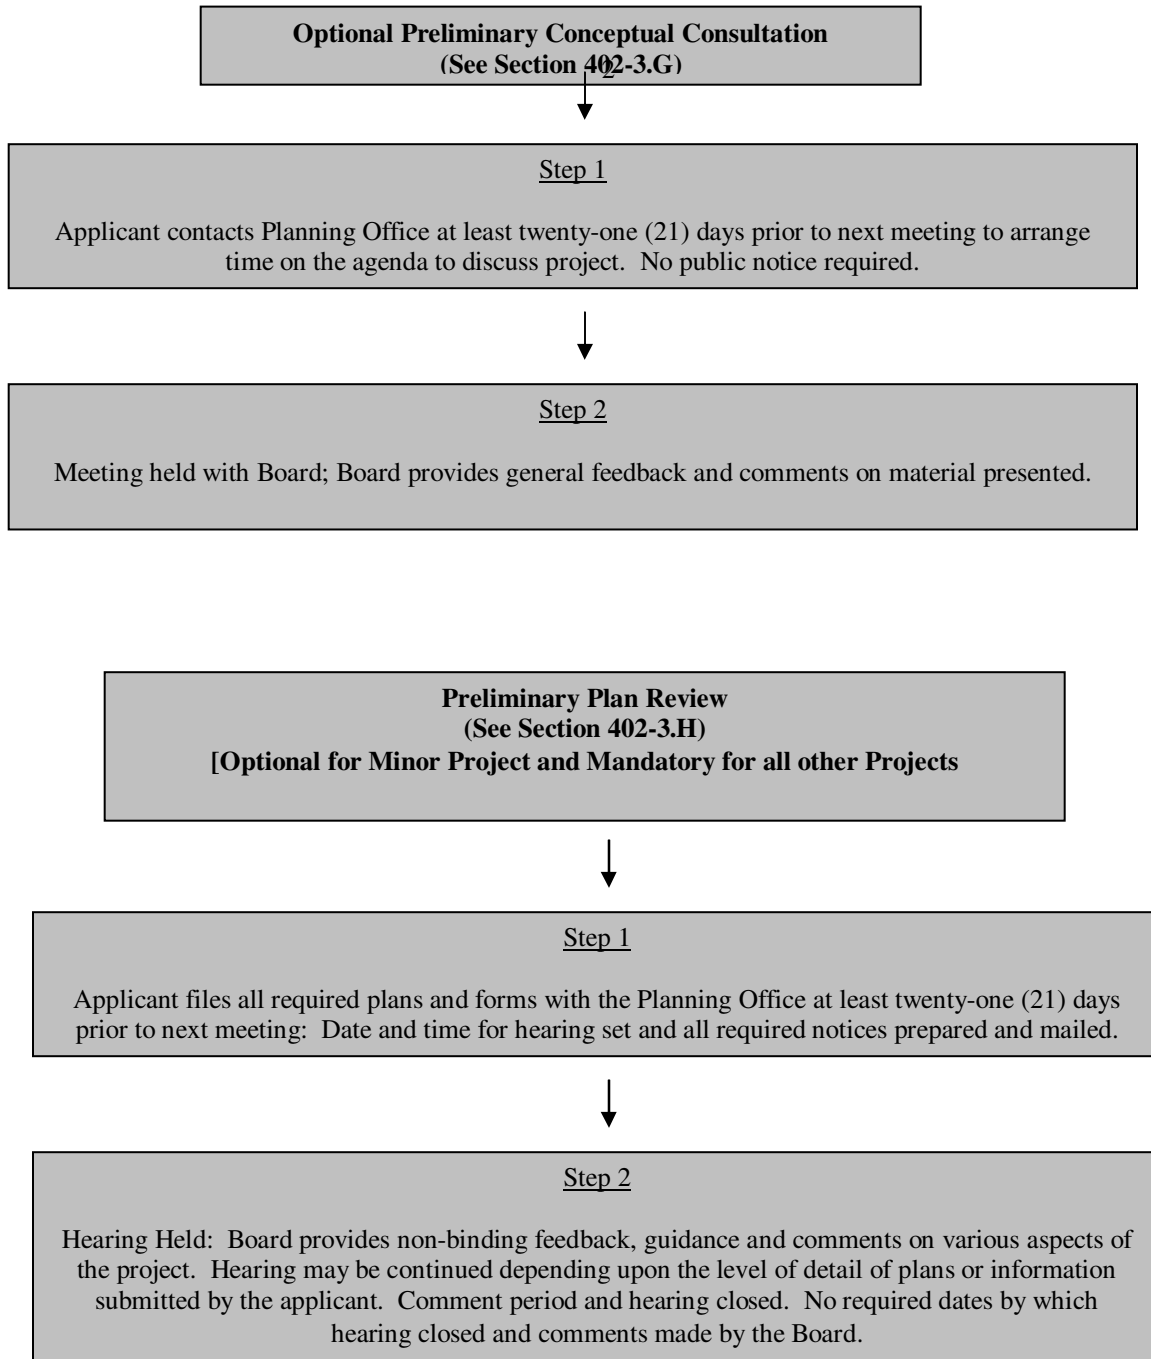 Optional Preliminary Conceptual Consultation
(See Section 402-3.G)
2
Step 1
Applicant contacts Planning Office at least twenty-one (21) days prior to next meeting to arrange
time on the agenda to discuss project.  No public notice required.
Step 2
Meeting held with Board; Board provides general feedback and comments on material presented.
Preliminary Plan Review
(See Section 402-3.H)
[Optional for Minor Project and Mandatory for all other Projects
Step 1
Applicant files all required plans and forms with the Planning Office at least twenty-one (21) days
prior to next meeting:  Date and time for hearing set and all required notices prepared and mailed.
Step 2
Hearing Held:  Board provides non-binding feedback, guidance and comments on various aspects of
the project.  Hearing may be continued depending upon the level of detail of plans or information
submitted by the applicant.  Comment period and hearing closed.  No required dates by which
hearing closed and comments made by the Board.